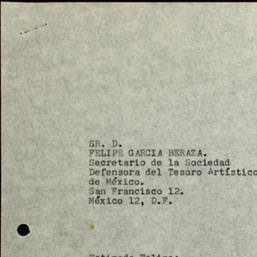 SR. D.
FELIPE GARCIA BERAZA.
Secretario de la Sociedad
Defensora del Tesoro Artístico
de México.
San Francisco 12.
México 12, D.F.